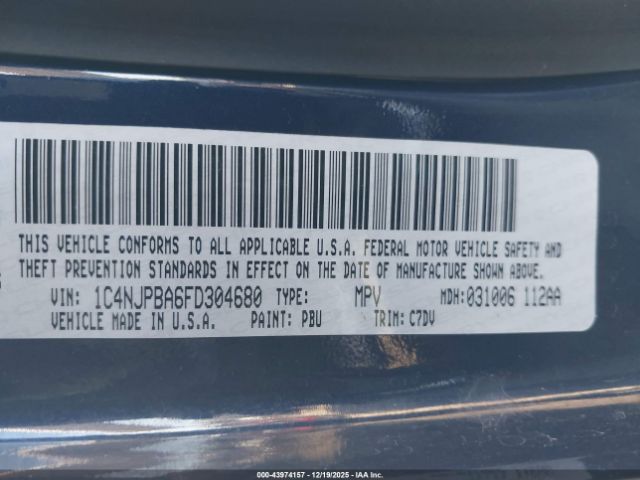 THIS VEHICLE CONFORMS TO ALL APPLICABLE U.S.A. FEDERAL MOTOR VEHICLE SAFETY AND
THEFT PREVENTION STANDARDS IN EFFECT ON THE DATE OF MANUFACTURE SHOWN ABOVE.
VIN: 1C4NJPBA6FD304680 TYPE: MPV MDH:031006 112AA
VEHICLE MADE IN U.S.A. PAINT: PBU TRIM: C7DV
00-43974157 - 12/19/2025 - IAA Inc.